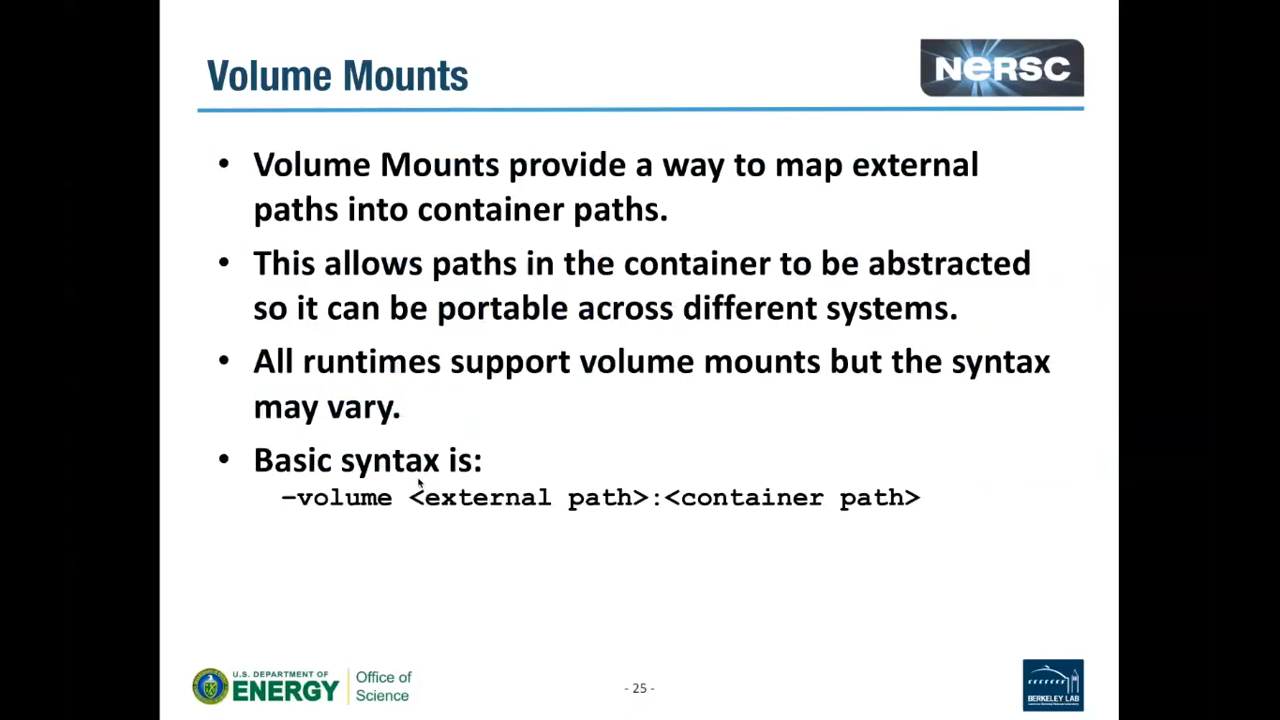 Volume Mounts
NERSC
• Volume Mounts provide a way to map external
paths into container paths.
• This allows paths in the container to be abstracted
so it can be portable across different systems.
• All runtimes support volume mounts but the syntax
may vary.
• Basic syntax is:
–volume <external path>:<container path>
U.S. DEPARTMENT OF
ENERGY
Office of
Science
- 25 -
BERKELEY LAB